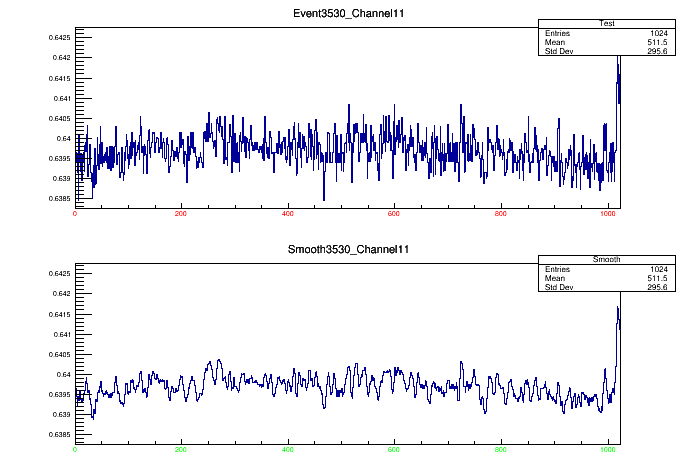 Event3530_Channel11
Test
Entries 1024
Mean 511.5
Std Dev 295.6
0.6425
0.642
0.6415
0.641
0.6405
0.64
0.6395
0.639
0.6385
0 200 400 600 800 1000
Smooth3530_Channel11
Smooth
Entries 1024
Mean 511.5
Std Dev 295.6
0.6425
0.642
0.6415
0.641
0.6405
0.64
0.6395
0.639
0.6385
0 200 400 600 800 1000